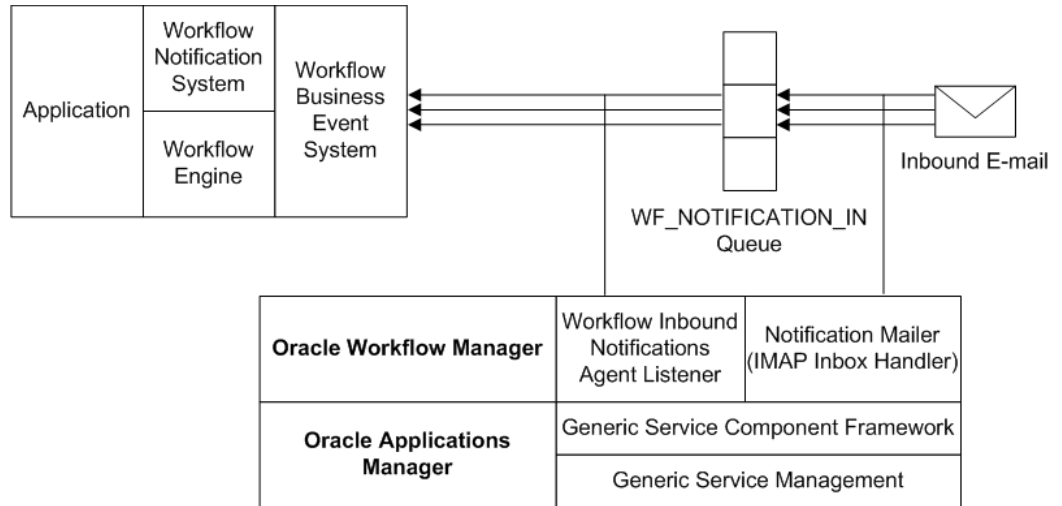 Application
Workflow
Notification
System
Workflow
Engine
Workflow
Business
Event
System
Inbound E-mail
WF_NOTIFICATION_IN
Queue
Oracle Workflow Manager
Workflow Inbound
Notifications
Agent Listener
Notification Mailer
(IMAP Inbox Handler)
Oracle Applications
Manager
Generic Service Component Framework
Generic Service Management